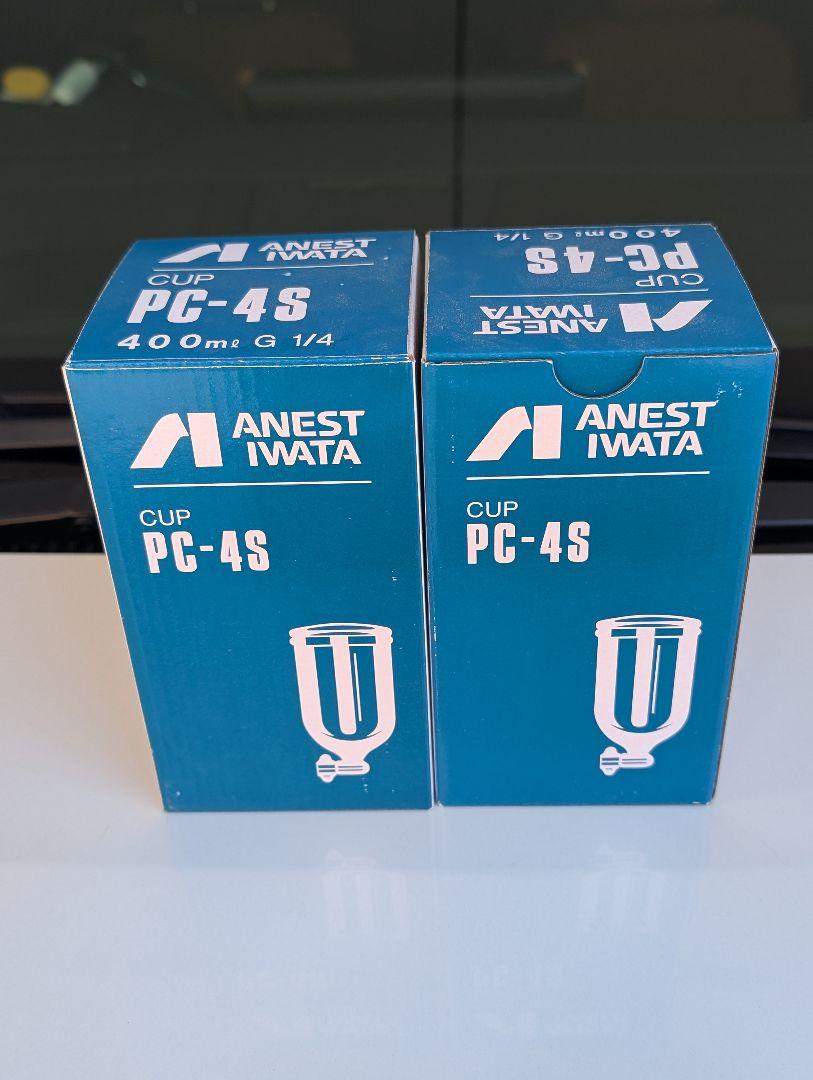 ANEST
IWATA
CUP
PC-4S
400mℓ G 1/4
ANEST
IWATA
CUP
PC-4S
ANEST
IWATA
CUP
PC-4S
400mℓ G 1/4
ANEST
IWATA
CUP
PC-4S